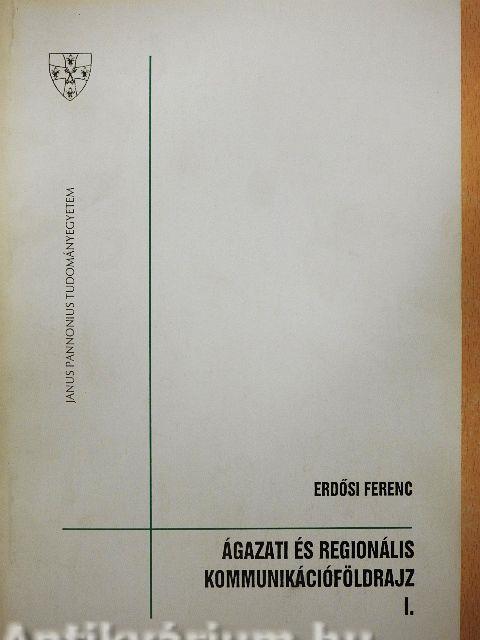 JANUS PANNONIUS TUDOMÁNYEGYETEM
ERDŐSI FERENC
ÁGAZATI ÉS REGIONÁLIS
KOMMUNIKÁCIÓFÖLDRAJZ
I.
Antikvárium.hu